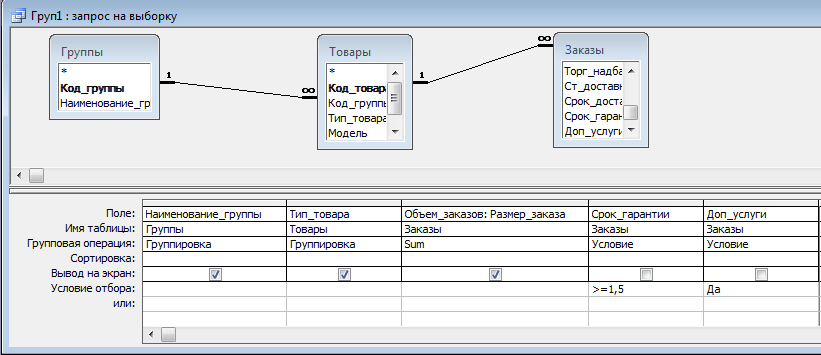 Груп1 : запрос на выборку
Группы
*
Код_группы
Наименование_гр
Товары
*
Код_товара
Код_группы
Тип_товара
Модель
Заказы
Торг_надба
Ст_доставк
Срок_доста
Срок_гаран
Доп_услуги
1
∞
1
∞
Поле: Наименование_группы Тип_товара Объем_заказов: Размер_заказа Срок_гарантии Доп_услуги
Имя таблицы: Группы Товары Заказы Заказы Заказы
Групповая операция: Группировка Группировка Sum Условие Условие
Сортировка:
Вывод на экран:
Условие отбора: >=1,5 Да
или: